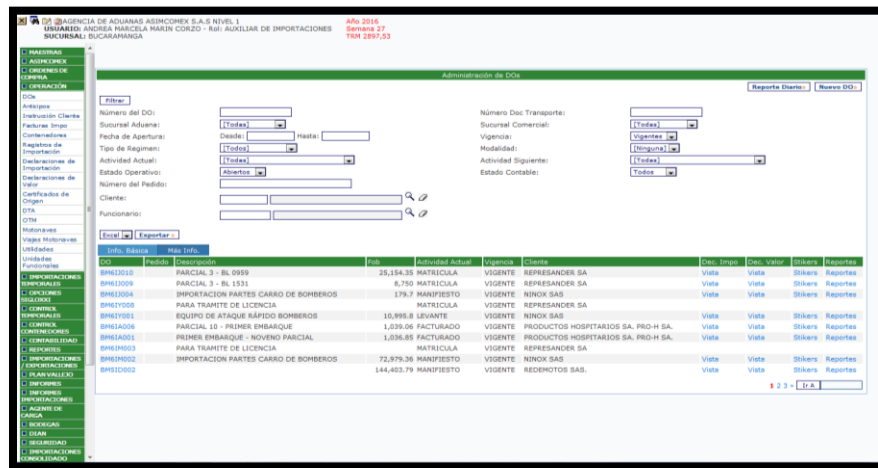 AGENCIA DE ADUANAS ASIMCOMEX S.A.S NIVEL 1
USUARIO: ANDREA MARCELA MARIN CORZO - Rol: AUXILIAR DE IMPORTACIONES
SUCURSAL: BUCARAMANGA
Año 2016
Semana 27
TRM 2897,53
MAESTRAS
ASIMCOMEX
ORDENES DE COMPRA
OPERACIÓN
DOs
Anticipos
Instrucción Cliente
Facturas Impo
Contenedores
Registros de Importación
Declaraciones de Importación
Declaraciones de Valor
Certificados de Origen
DTA
OTM
Motonaves
Viajes Motonaves
Utilidades
Unidades Funcionales
IMPORTACIONES TEMPORALES
OPCIONES SIGLOXXI
CONTROL TEMPORALES
CONTROL CONTENEDORES
CONTABILIDAD
REPORTES
IMPORTACIONES / EXPORTACIONES
PLAN VALLEJO
INFORMES
INFORMES IMPORTACIONES
AGENTE DE CARGA
BODEGAS
DIAN
SEGURIDAD
IMPORTACIONES CONSOLIDADO
Administración de DOs
Reporte Diario Nuevo DO
Filtrar
Número del DO: Número Doc Transporte:
Sucursal Aduana: [Todas] Sucursal Comercial: [Todas]
Fecha de Apertura: Desde: Hasta: Vigencia: Vigentes
Tipo de Regimen: [Todos] Modalidad: [Ninguna]
Actividad Actual: [Todas] Actividad Siguiente: [Todas]
Estado Operativo: Abiertos Estado Contable: Todos
Número del Pedido:
Cliente:
Funcionario:
Excel Exportar
Info. Básica Más Info.
DO Pedido Descripción Fob Actividad Actual Vigencia Cliente Dec. Impo Dec. Valor Stikers Reportes
BM6IJ010 PARCIAL 3 - BL 0959 25,154.35 MATRICULA VIGENTE REPRESANDER SA Vista Vista Stikers Reportes
BM6IJ009 PARCIAL 3 - BL 1531 8,750 MATRICULA VIGENTE REPRESANDER SA Vista Vista Stikers Reportes
BM6IJ004 IMPORTACION PARTES CARRO DE BOMBEROS 179.7 MANIFIESTO VIGENTE NINOX SAS Vista Vista Stikers Reportes
BM6IY008 PARA TRAMITE DE LICENCIA MATRICULA VIGENTE REPRESANDER SA
BM6IY001 EQUIPO DE ATAQUE RÁPIDO BOMBEROS 10,995.8 LEVANTE VIGENTE NINOX SAS Vista Vista Stikers Reportes
BM6IA006 PARCIAL 10 - PRIMER EMBARQUE 1,039.06 FACTURADO VIGENTE PRODUCTOS HOSPITARIOS SA. PRO-H SA. Vista Vista Stikers Reportes
BM6IA001 PRIMER EMBARQUE - NOVENO PARCIAL 1,036.85 FACTURADO VIGENTE PRODUCTOS HOSPITARIOS SA. PRO-H SA. Vista Vista Stikers Reportes
BM6IM003 PARA TRAMITE DE LICENCIA MATRICULA VIGENTE REPRESANDER SA
BM6IM002 IMPORTACION PARTES CARRO DE BOMBEROS 72,979.36 MANIFIESTO VIGENTE NINOX SAS Vista Vista Stikers Reportes
BM5ID002 144,403.79 MANIFIESTO VIGENTE REDEMOTOS SAS. Vista Vista Stikers Reportes
1 2 3 » Ir A